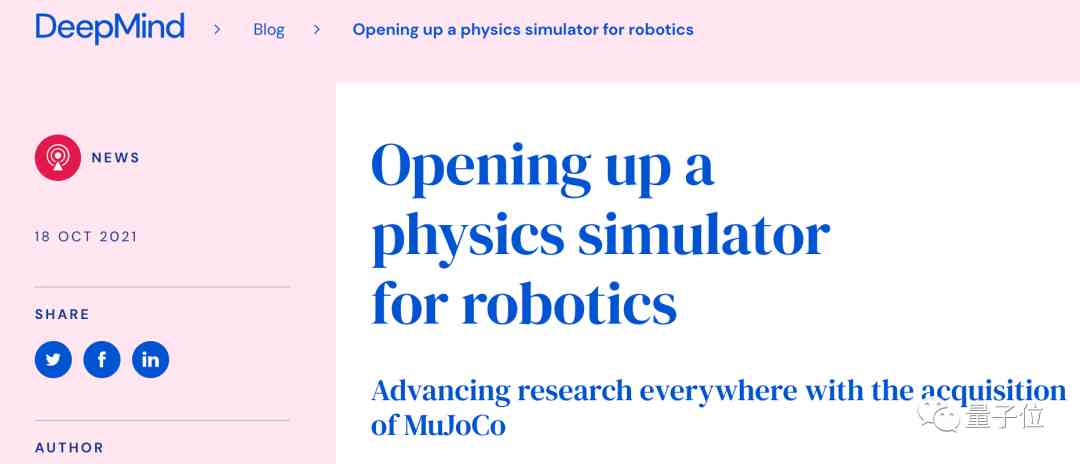 DeepMind > Blog > Opening up a physics simulator for robotics
NEWS
18 OCT 2021
SHARE
AUTHOR
Opening up a
physics simulator
for robotics
Advancing research everywhere with the acquisition
of MuJoCo
量子位